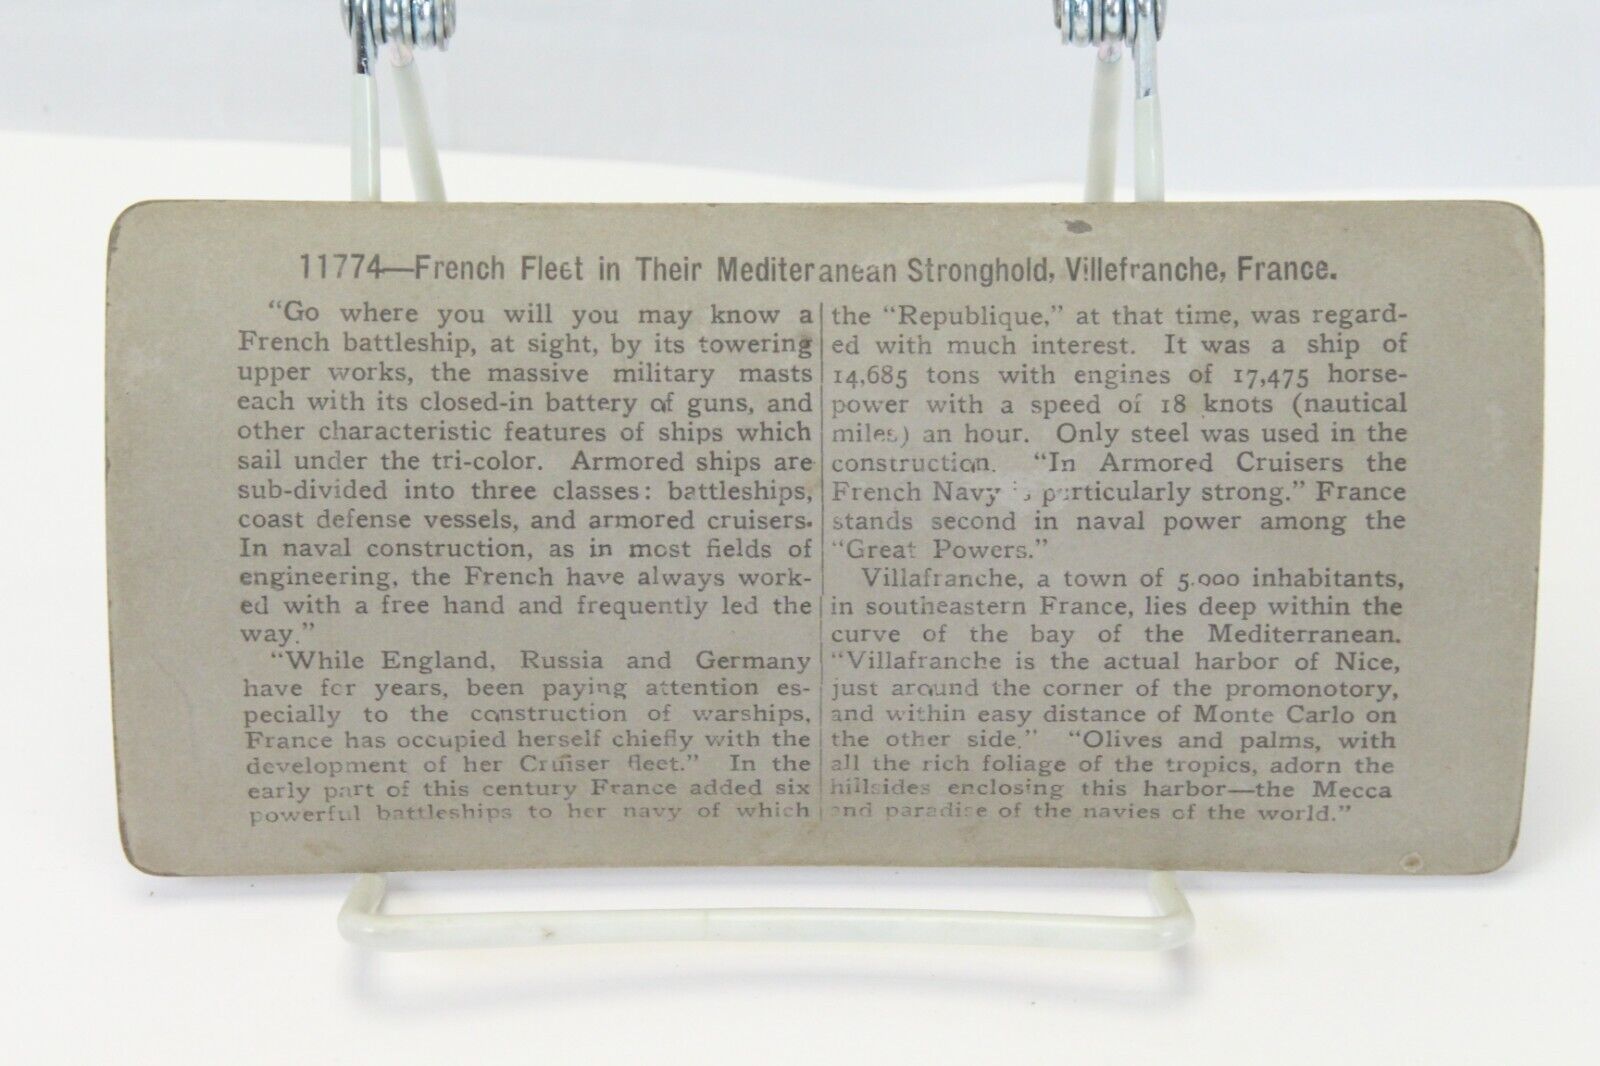 11774—French Fleet in Their Mediteranean Stronghold, Villefranche, France.
"Go where you will you may know a
French battleship, at sight, by its towering
upper works, the massive military masts
each with its closed-in battery of guns, and
other characteristic features of ships which
sail under the tri-color. Armored ships are
sub-divided into three classes: battleships,
coast defense vessels, and armored cruisers.
In naval construction, as in most fields of
engineering, the French have always work-
ed with a free hand and frequently led the
way."
"While England, Russia and Germany
have for years, been paying attention es-
pecially to the construction of warships,
France has occupied herself chiefly with the
development of her Cruiser fleet." In the
early part of this century France added six
powerful battleships to her navy of which
the "Republique," at that time, was regard-
ed with much interest. It was a ship of
14,685 tons with engines of 17,475 horse-
power with a speed of 18 knots (nautical
miles) an hour. Only steel was used in the
construction. "In Armored Cruisers the
French Navy is particularly strong." France
stands second in naval power among the
"Great Powers."
Villafranche, a town of 5,000 inhabitants,
in southeastern France, lies deep within the
curve of the bay of the Mediterranean.
"Villafranche is the actual harbor of Nice,
just around the corner of the promonotory,
and within easy distance of Monte Carlo on
the other side." "Olives and palms, with
all the rich foliage of the tropics, adorn the
hillsides enclosing this harbor—the Mecca
and paradise of the navies of the world."